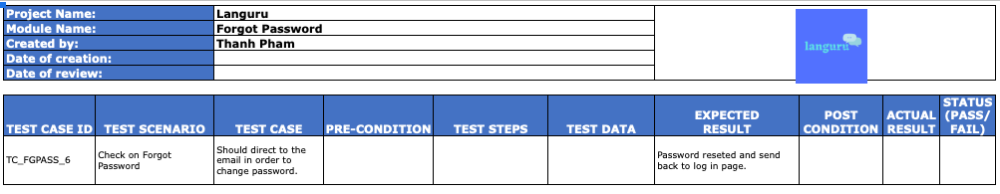 Project Name: Languru
Module Name: Forgot Password
Created by: Thanh Pham
Date of creation:
Date of review:
languru
TEST CASE ID TEST SCENARIO TEST CASE PRE-CONDITION TEST STEPS TEST DATA EXPECTED RESULT POST CONDITION ACTUAL RESULT STATUS (PASS/ FAIL)
TC_FGPASS_6
Check on Forgot
Password
Should direct to the
email in order to
change password.
Password reseted and send
back to log in page.